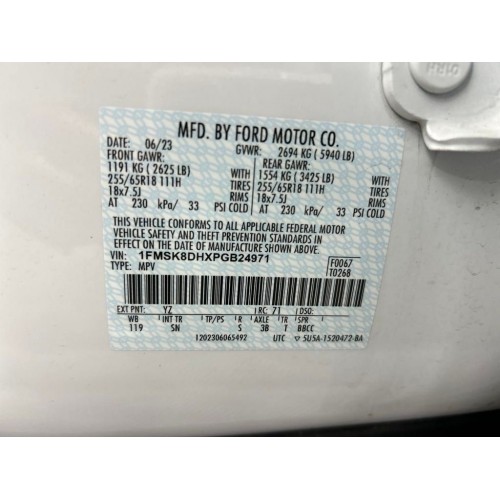 MFD. BY FORD MOTOR CO.
DATE: 06/23 GVWR: 2694 KG ( 5940 LB)
FRONT GAWR: REAR GAWR:
1191 KG ( 2625 LB) WITH 1554 KG ( 3425 LB) WITH
255/65R18 111H TIRES 255/65R18 111H TIRES
18x7.5J RIMS 18x7.5J RIMS
AT 230 kPa/ 33 PSI COLD AT 230 kPa/ 33 PSI COLD
THIS VEHICLE CONFORMS TO ALL APPLICABLE FEDERAL MOTOR
VEHICLE SAFETY AND THEFT PREVENTION STANDARDS IN EFFECT
ON THE DATE OF MANUFACTURE SHOWN ABOVE.
VIN: 1FMSK8DHXPGB24971 F0067
TYPE: MPV T0268
EXT PNT: YZ RC: 71 DSO:
WB INT TR TP/PS R AXLE TR SPR
119 SN S 3B T BBCC
1202306065492 UTC 5U5A-1520472-BA